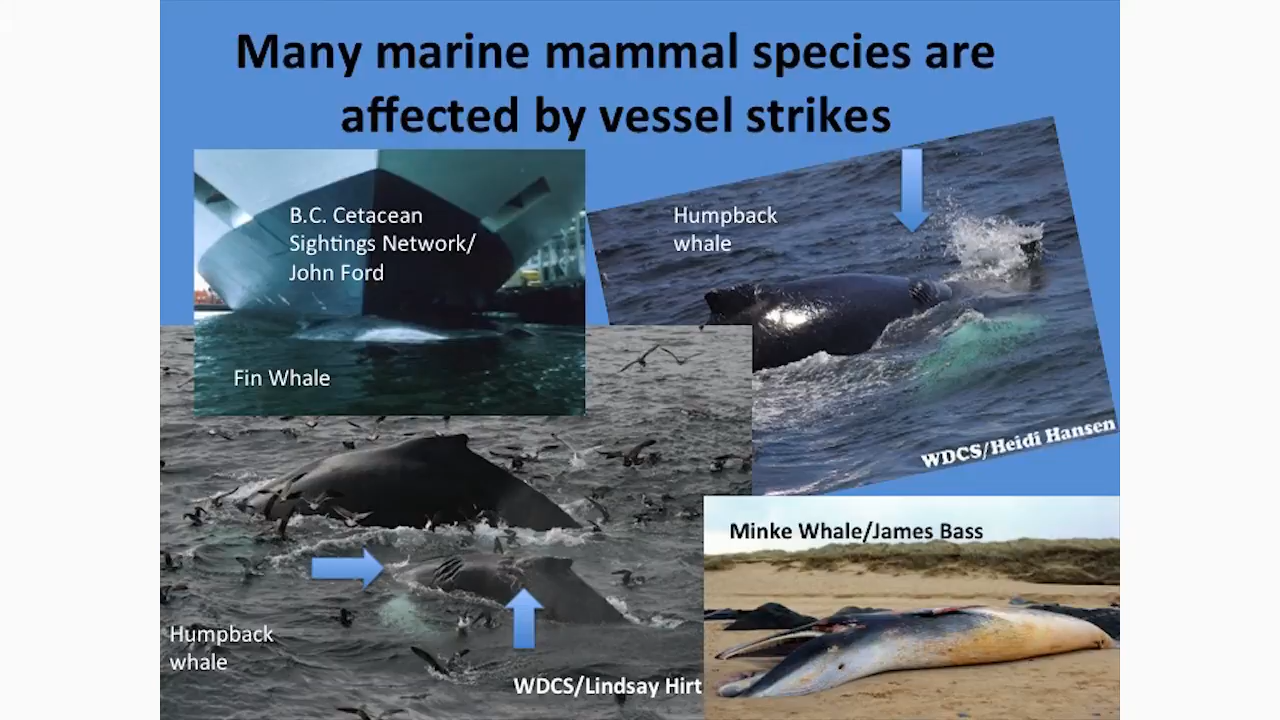 Many marine mammal species are
affected by vessel strikes
B.C. Cetacean
Sightings Network/
John Ford
Fin Whale
Humpback
whale
WDCS/Heidi Hansen
Humpback
whale
WDCS/Lindsay Hirt
Minke Whale/James Bass